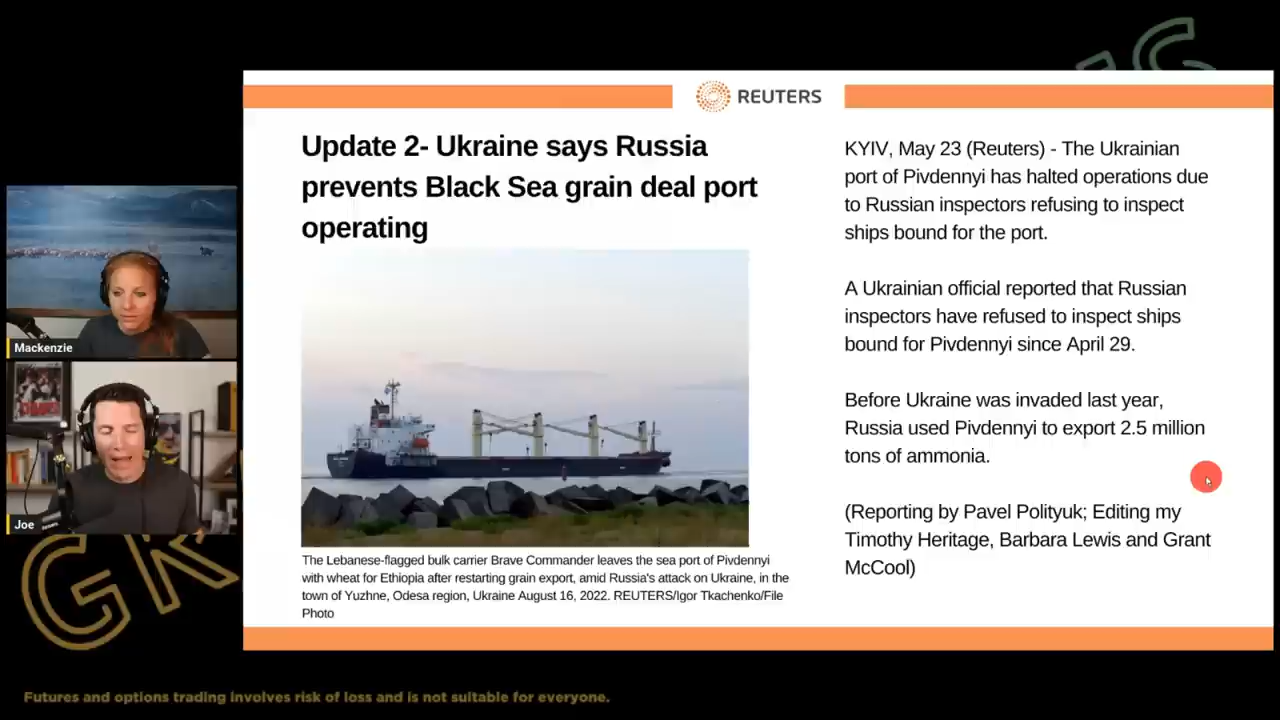 REUTERS
Update 2- Ukraine says Russia
prevents Black Sea grain deal port
operating
KYIV, May 23 (Reuters) - The Ukrainian
port of Pivdennyi has halted operations due
to Russian inspectors refusing to inspect
ships bound for the port.
A Ukrainian official reported that Russian
inspectors have refused to inspect ships
bound for Pivdennyi since April 29.
Before Ukraine was invaded last year,
Russia used Pivdennyi to export 2.5 million
tons of ammonia.
(Reporting by Pavel Polityuk; Editing my
Timothy Heritage, Barbara Lewis and Grant
McCool)
The Lebanese-flagged bulk carrier Brave Commander leaves the sea port of Pivdennyi
with wheat for Ethiopia after restarting grain export, amid Russia's attack on Ukraine, in the
town of Yuzhne, Odesa region, Ukraine August 16, 2022. REUTERS/Igor Tkachenko/File
Photo
Mackenzie
Joe
GR
Futures and options trading involves risk of loss and is not suitable for everyone.